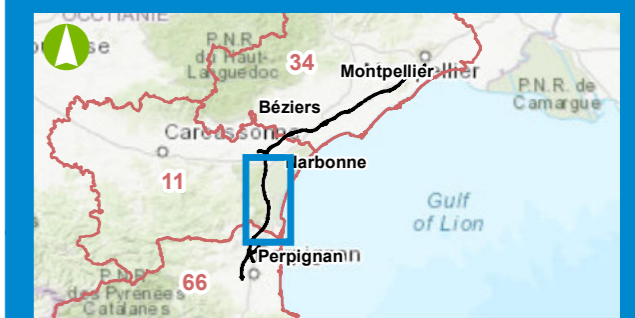 OCCITANIE
P.N.R.
du Haut-
Languedoc
34
Montpellier
P.N.R. de
Camargue
Béziers
Carcassonne
Narbonne
11
Gulf
of Lion
Perpignan
P.N.R.
des Pyrénées
Catalanes
66